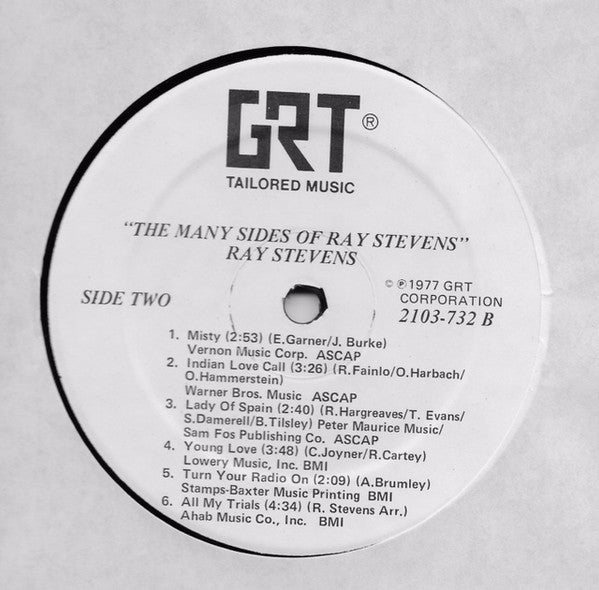 GRT®
TAILORED MUSIC
"THE MANY SIDES OF RAY STEVENS"
RAY STEVENS
SIDE TWO
© ℗ 1977 GRT
CORPORATION
2103-732 B
1. Misty (2:53) (E.Garner/J. Burke)
Vernon Music Corp. ASCAP
2. Indian Love Call (3:26) (R.Fainlo/O.Harbach/
O.Hammerstein)
Warner Bros. Music ASCAP
3. Lady Of Spain (2:40) (R.Hargreaves/T. Evans/
S.Damerell/B.Tilsley) Peter Maurice Music/
Sam Fos Publishing Co. ASCAP
4. Young Love (3:48) (C.Joyner/R.Cartey)
Lowery Music, Inc. BMI
5. Turn Your Radio On (2:09) (A.Brumley)
Stamps-Baxter Music Printing BMI
6. All My Trials (4:34) (R. Stevens Arr.)
Ahab Music Co., Inc. BMI